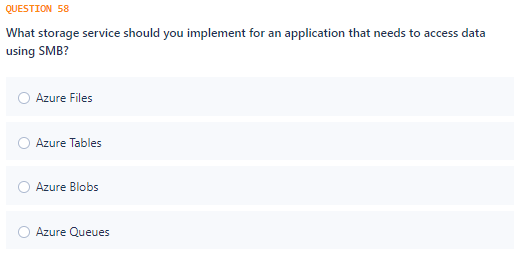 QUESTION 58
What storage service should you implement for an application that needs to access data
using SMB?
Azure Files
Azure Tables
Azure Blobs
Azure Queues